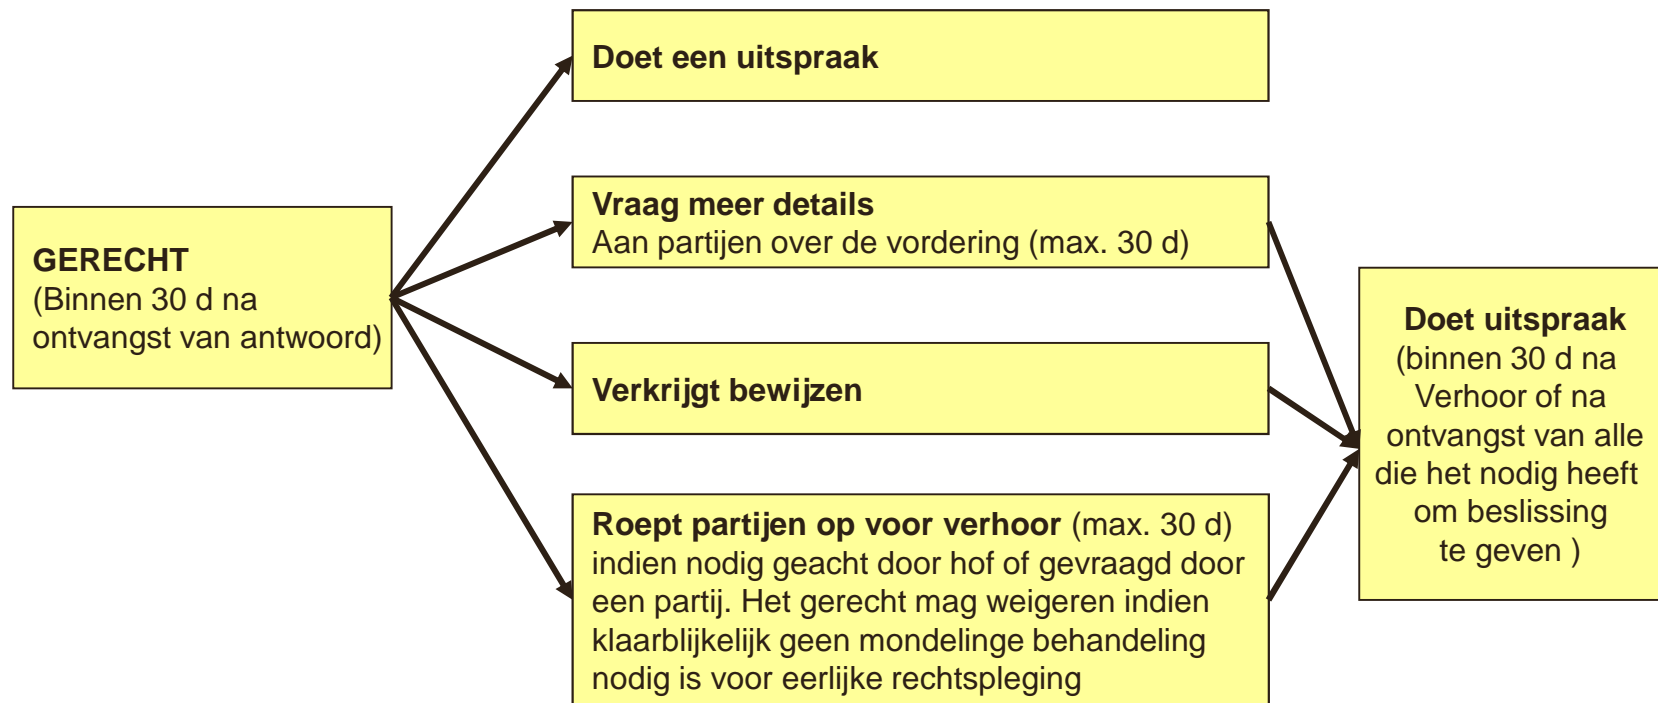 Doet een uitspraak
Vraag meer details
Aan partijen over de vordering (max. 30 d)
GERECHT
(Binnen 30 d na
ontvangst van antwoord)
Verkrijgt bewijzen
Roept partijen op voor verhoor (max. 30 d)
indien nodig geacht door hof of gevraagd door
een partij. Het gerecht mag weigeren indien
klaarblijkelijk geen mondelinge behandeling
nodig is voor eerlijke rechtspleging
Doet uitspraak
(binnen 30 d na
Verhoor of na
ontvangst van alle
die het nodig heeft
om beslissing
te geven )